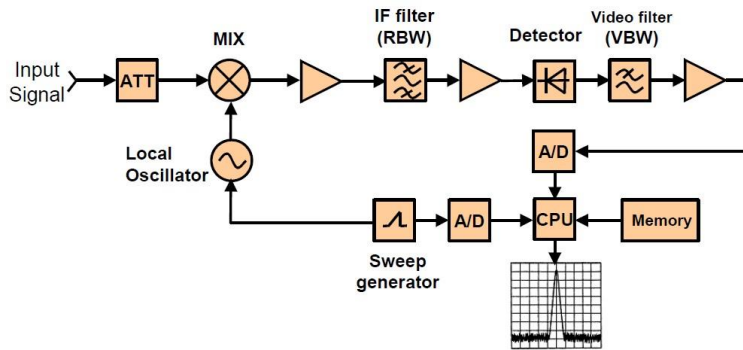 IF filter
(RBW)
Video filter
(VBW)
MIX
Detector
Input
Signal
ATT
Local
Oscillator
A/D
A/D
CPU
Memory
Sweep
generator